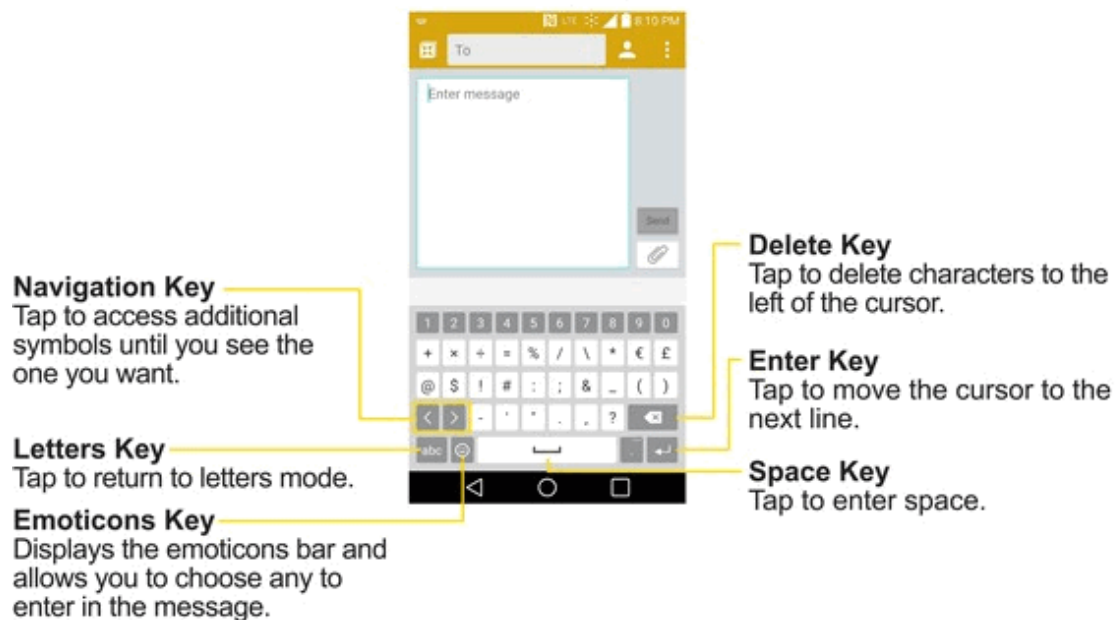 LTE 8:10 PM
To
Enter message
Send
Navigation Key
Tap to access additional
symbols until you see the
one you want.
Letters Key
Tap to return to letters mode.
Emoticons Key
Displays the emoticons bar and
allows you to choose any to
enter in the message.
1 2 3 4 5 6 7 8 9 0
+ × ÷ = % / \ * € £
@ $ ! # : ; & _ ( )
< > - ' " . , ?
abc
Delete Key
Tap to delete characters to the
left of the cursor.
Enter Key
Tap to move the cursor to the
next line.
Space Key
Tap to enter space.